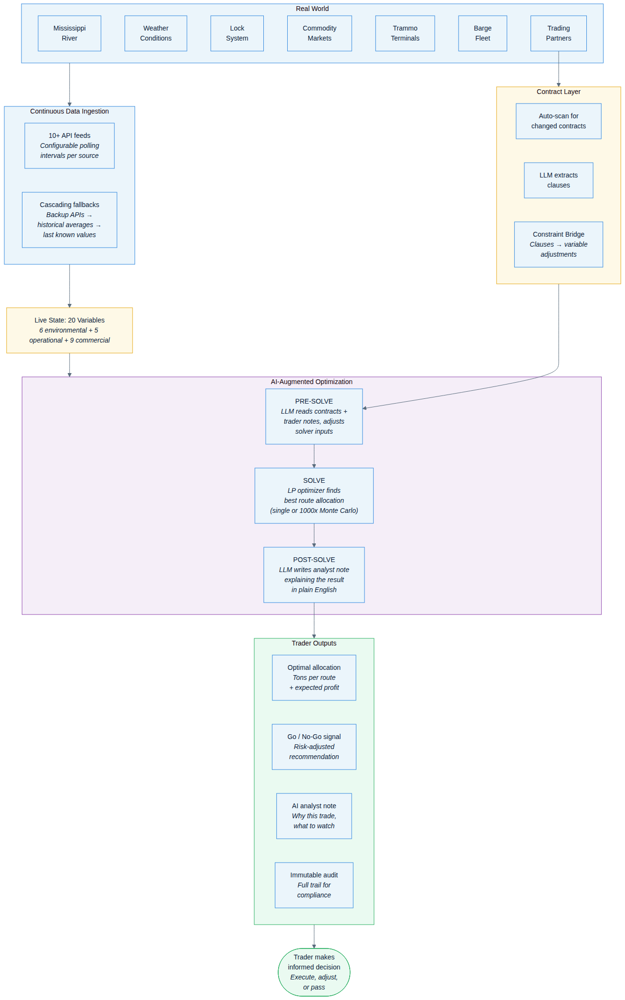 Real World
Mississippi
River
Weather
Conditions
Lock
System
Commodity
Markets
Trammo
Terminals
Barge
Fleet
Trading
Partners
Continuous Data Ingestion
10+ API feeds
Configurable polling
intervals per source
Cascading fallbacks
Backup APIs →
historical averages →
last known values
Contract Layer
Auto-scan for
changed contracts
LLM extracts
clauses
Constraint Bridge
Clauses → variable
adjustments
Live State: 20 Variables
6 environmental + 5
operational + 9 commercial
AI-Augmented Optimization
PRE-SOLVE
LLM reads contracts +
trader notes, adjusts
solver inputs
SOLVE
LP optimizer finds
best route allocation
(single or 1000x Monte Carlo)
POST-SOLVE
LLM writes analyst note
explaining the result
in plain English
Trader Outputs
Optimal allocation
Tons per route
+ expected profit
Go / No-Go signal
Risk-adjusted
recommendation
AI analyst note
Why this trade,
what to watch
Immutable audit
Full trail for
compliance
Trader makes
informed decision
Execute, adjust,
or pass